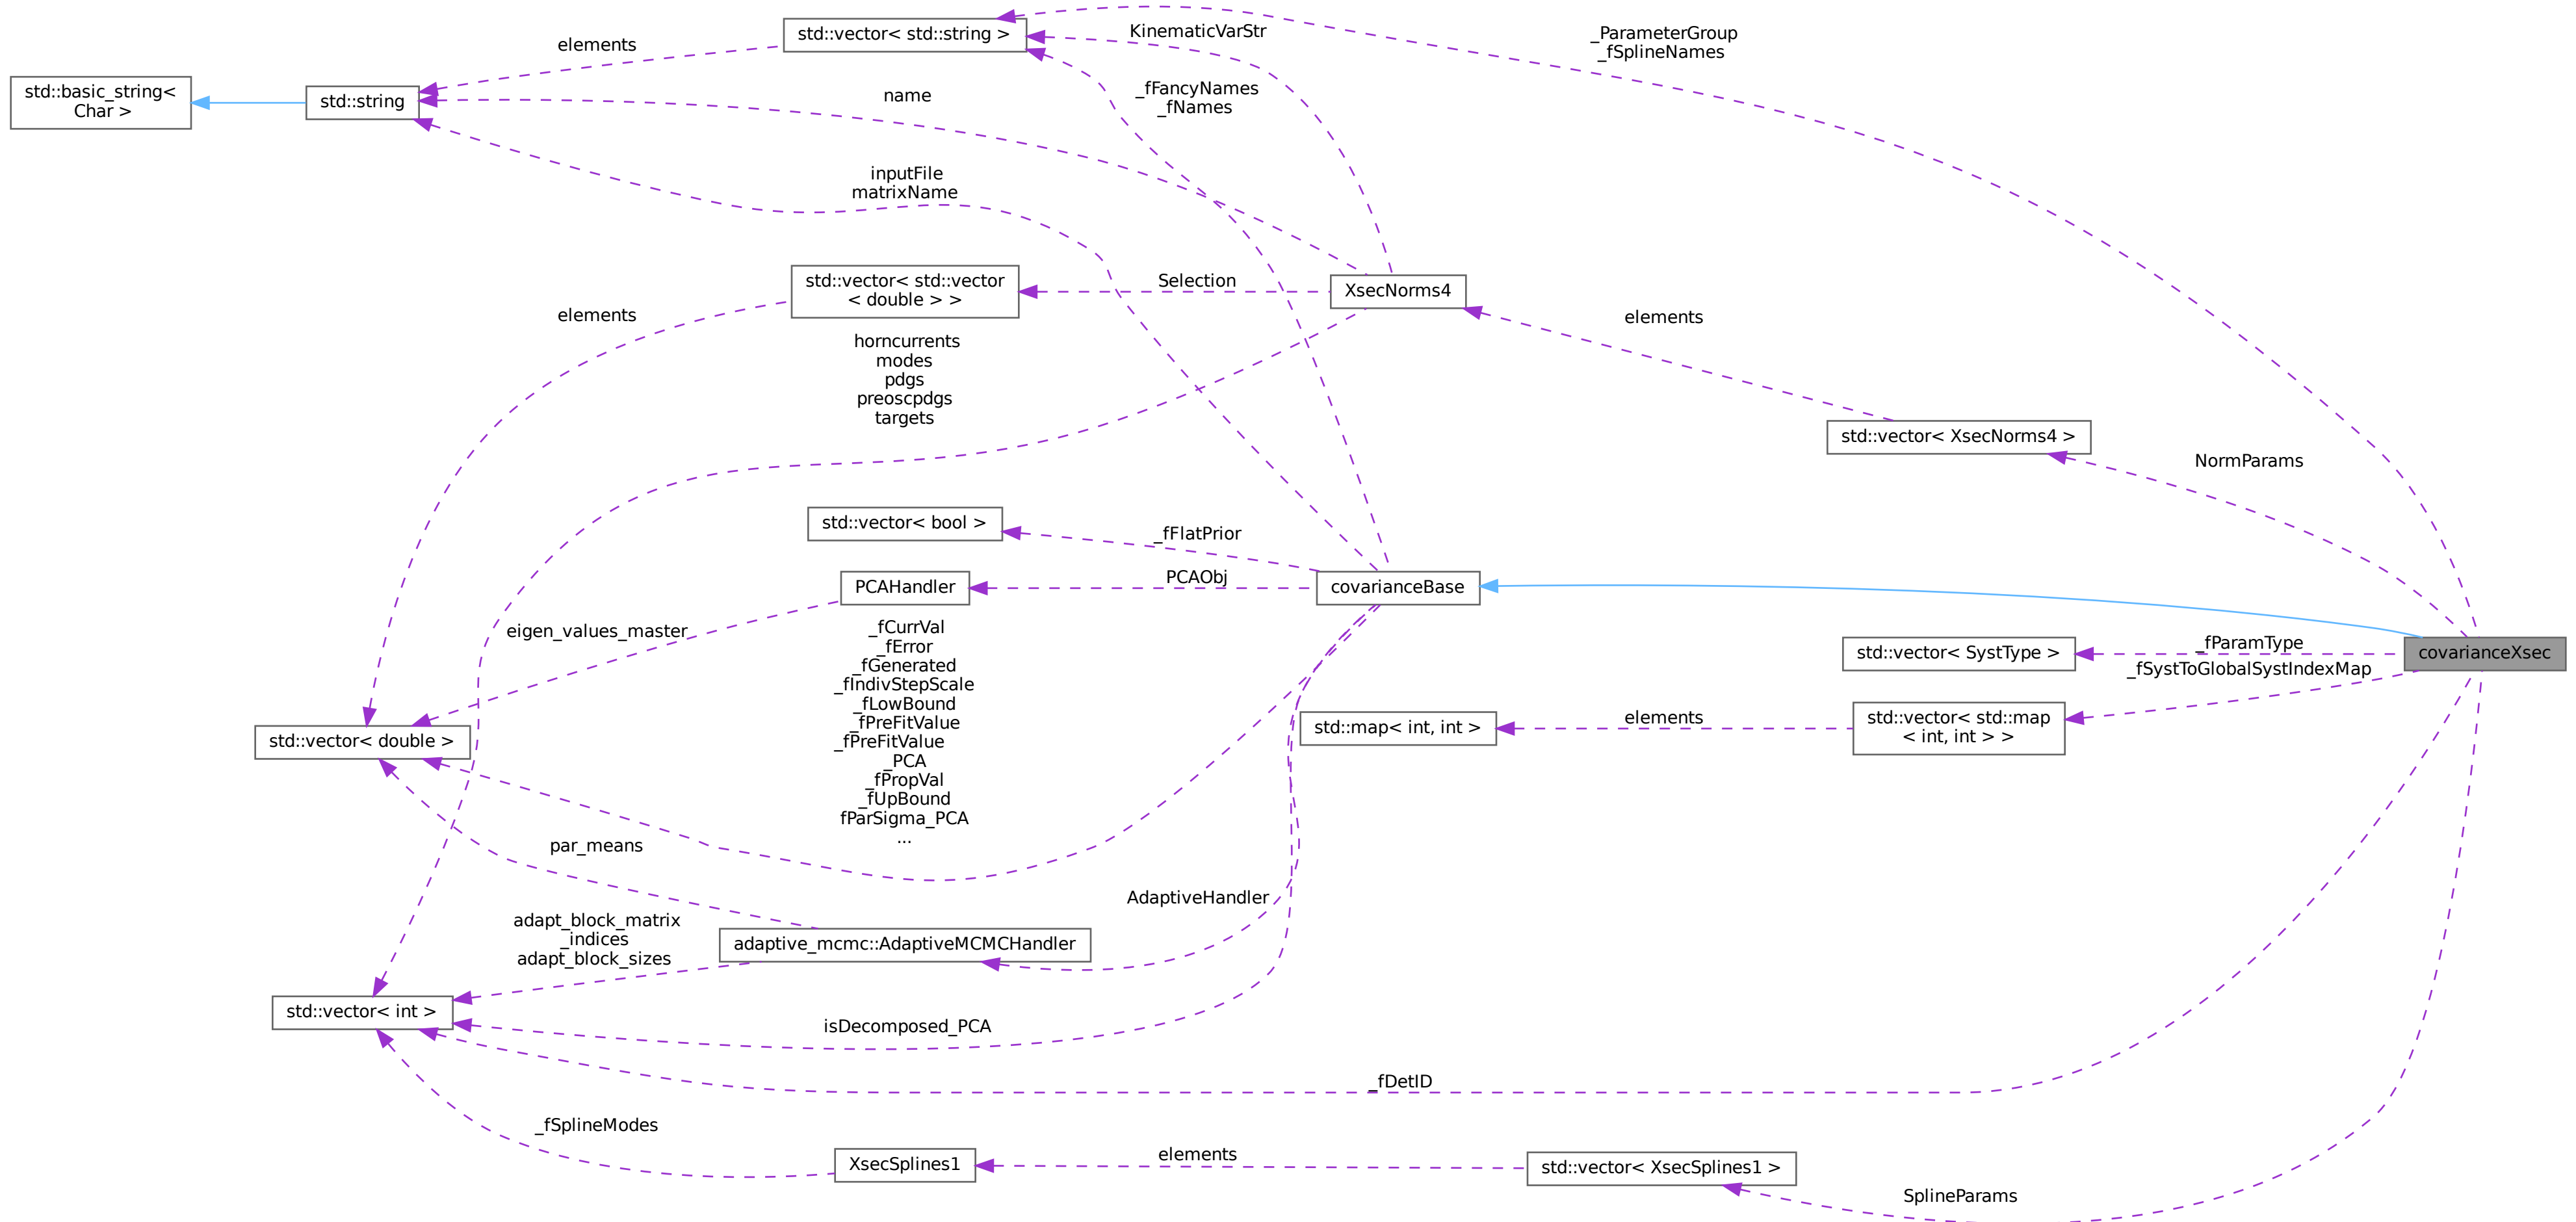 std::vector< std::string >
KinematicVarStr
_ParameterGroup
_fSplineNames
elements
std::basic_string<
Char >
std::string
name
_fFancyNames
_fNames
inputFile
matrixName
std::vector< std::vector
< double > >
Selection
XsecNorms4
elements
elements
horncurrents
modes
pdgs
preoscpdgs
targets
std::vector< XsecNorms4 >
NormParams
std::vector< bool >
_fFlatPrior
PCAHandler
PCAObj
covarianceBase
eigen_values_master
_fCurrVal
_fError
_fGenerated
_fIndivStepScale
_fLowBound
_fPreFitValue
_fPreFitValue
_PCA
_fPropVal
_fUpBound
fParSigma_PCA
...
std::vector< SystType >
_fParamType
covarianceXsec
_fSystToGlobalSystIndexMap
std::map< int, int >
elements
std::vector< std::map
< int, int > >
std::vector< double >
par_means
AdaptiveHandler
adapt_block_matrix
_indices
adapt_block_sizes
adaptive_mcmc::AdaptiveMCMCHandler
std::vector< int >
isDecomposed_PCA
_fDetID
_fSplineModes
XsecSplines1
elements
std::vector< XsecSplines1 >
SplineParams